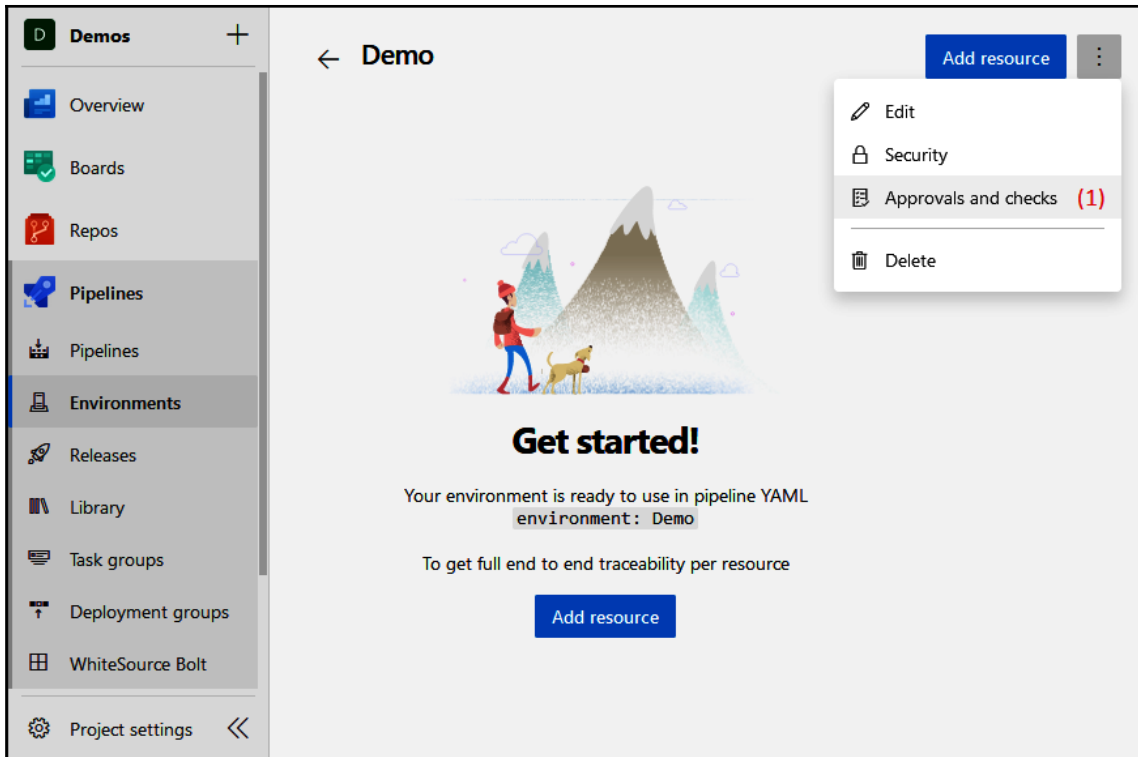 D Demos +
Overview
Boards
Repos
Pipelines
Pipelines
Environments
Releases
Library
Task groups
Deployment groups
WhiteSource Bolt
Project settings
Demo
Add resource
Edit
Security
Approvals and checks (1)
Delete
Get started!
Your environment is ready to use in pipeline YAML
environment: Demo
To get full end to end traceability per resource
Add resource